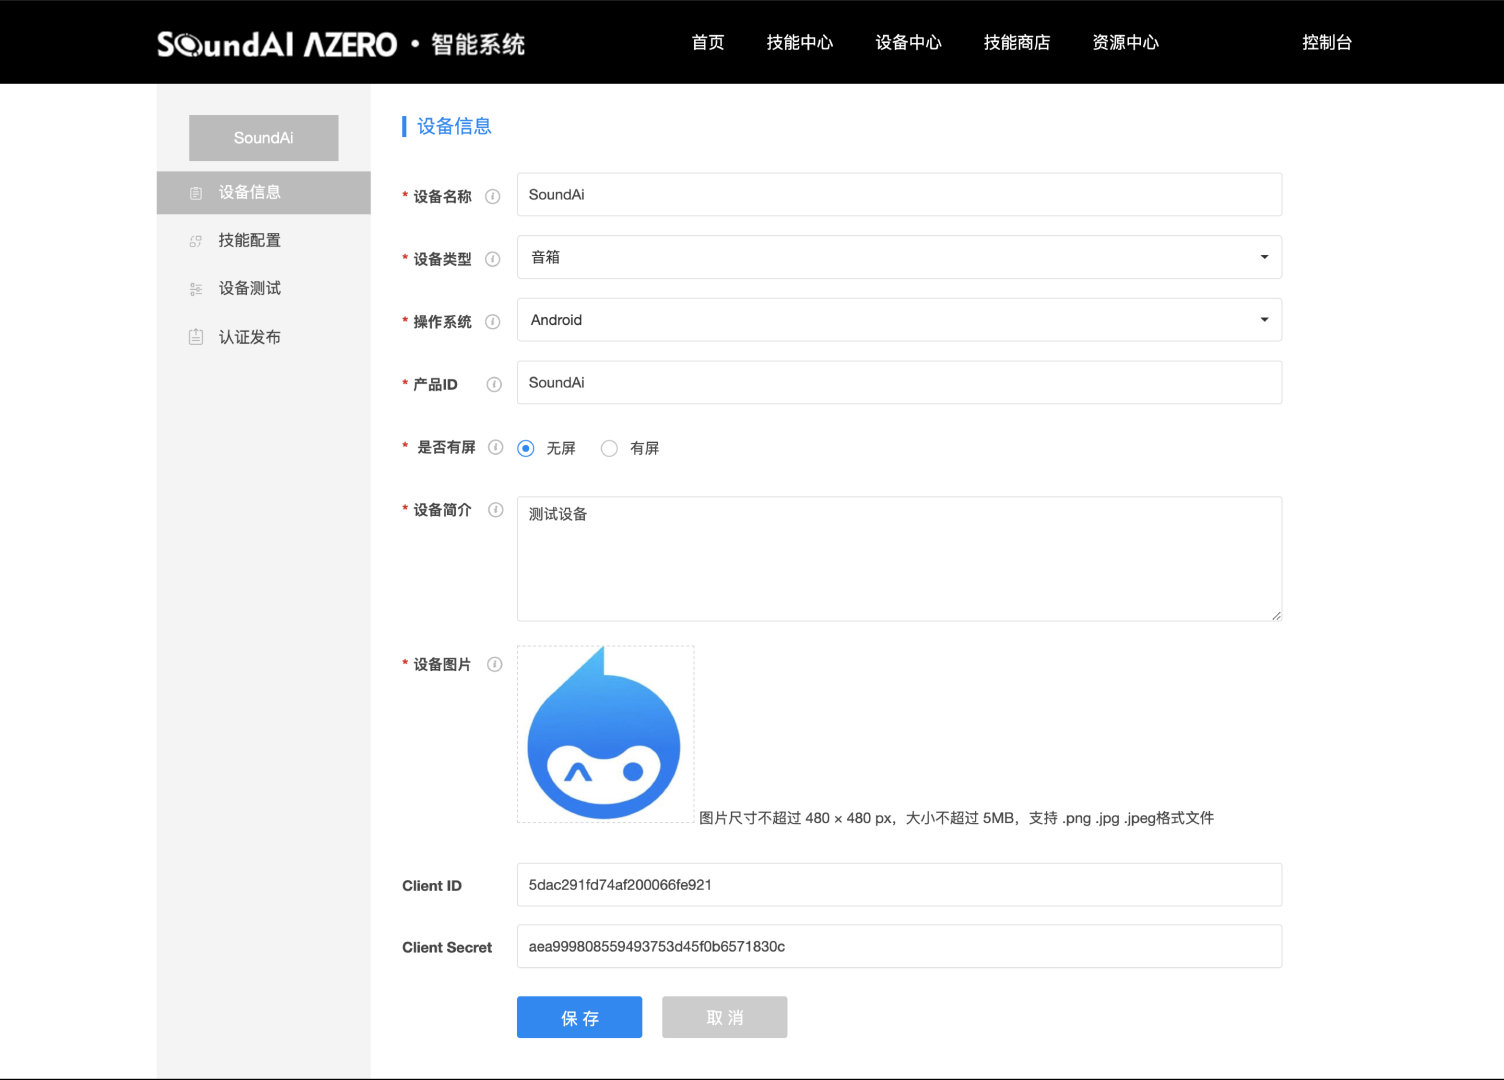 SoundAI AZERO · 智能系统
首页 技能中心 设备中心 技能商店 资源中心 控制台
SoundAi
设备信息
技能配置
设备测试
认证发布
设备信息
* 设备名称 SoundAi
* 设备类型 音箱
* 操作系统 Android
* 产品ID SoundAi
* 是否有屏 无屏 有屏
* 设备简介 测试设备
* 设备图片
图片尺寸不超过 480 × 480 px，大小不超过 5MB，支持 .png .jpg .jpeg格式文件
Client ID 5dac291fd74af200066fe921
Client Secret aea999808559493753d45f0b6571830c
保 存 取 消